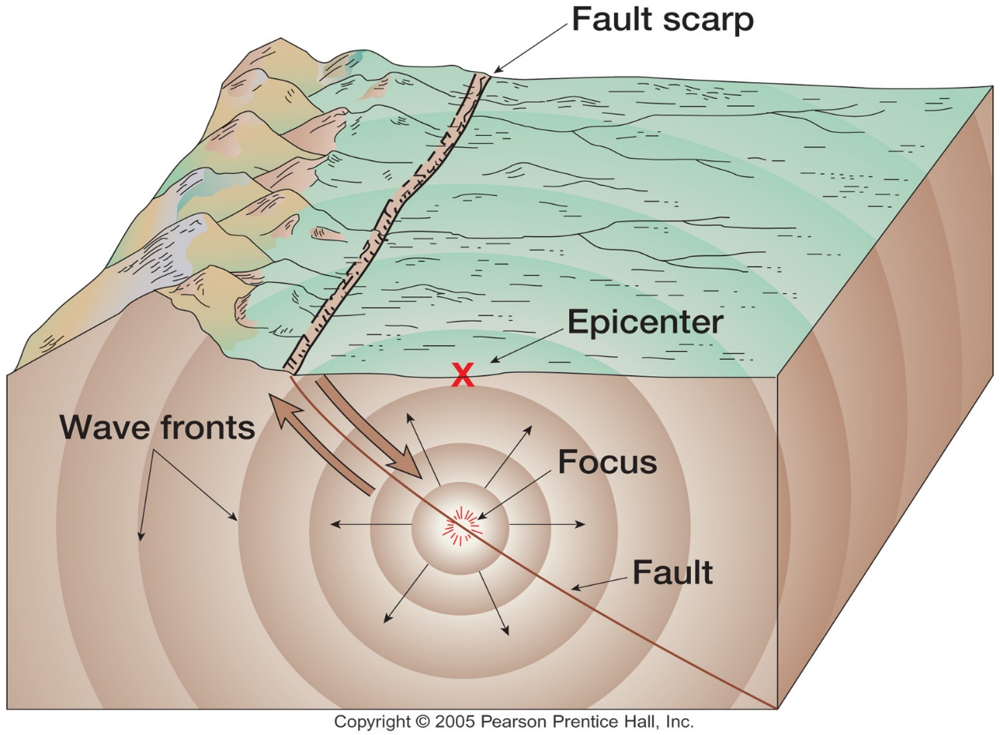 Fault scarp
Epicenter
Wave fronts
X
Focus
Fault
Copyright © 2005 Pearson Prentice Hall, Inc.